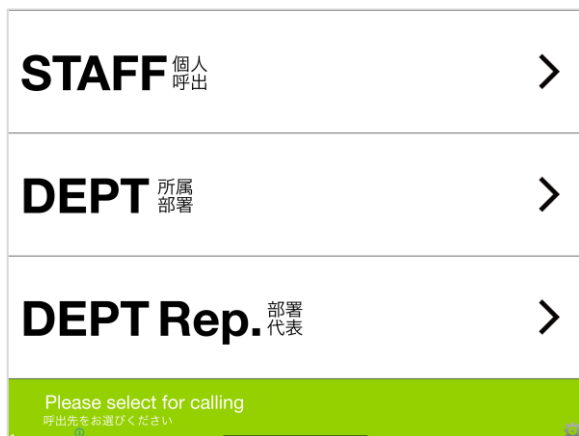 STAFF 個人
呼出
DEPT 所属
部署
DEPT Rep. 部署
代表
Please select for calling
呼出先をお選びください